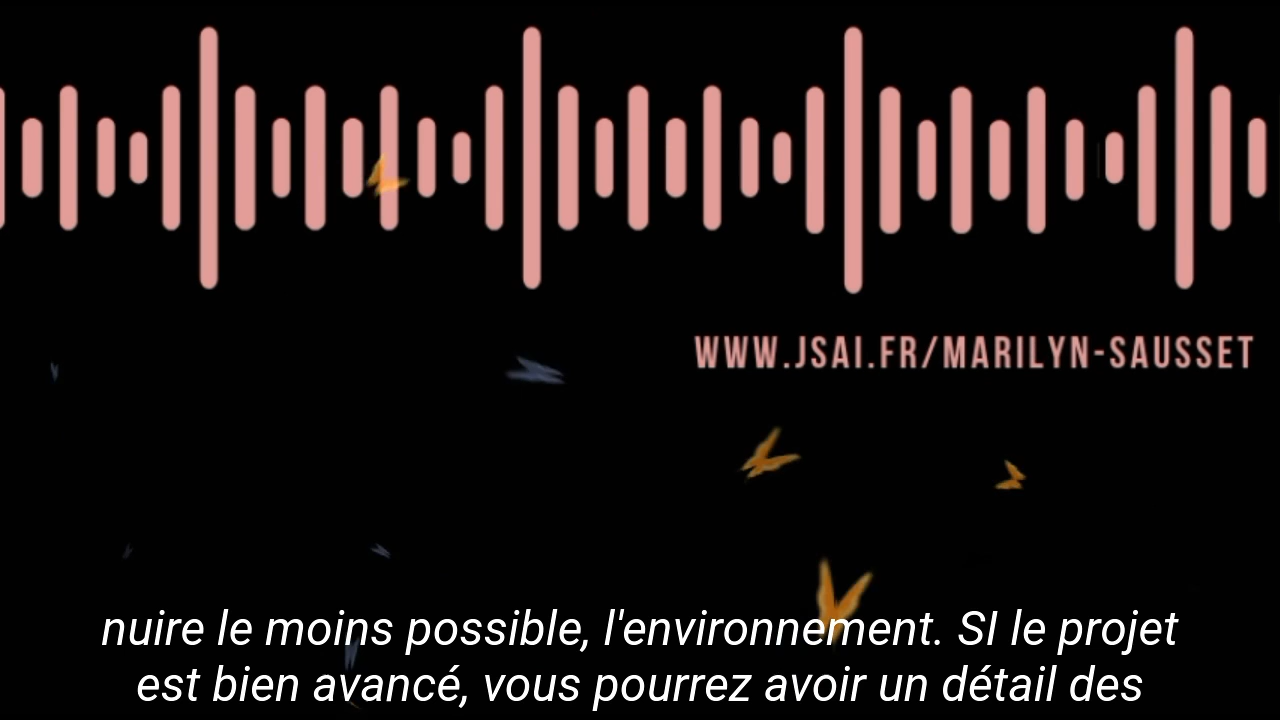 WWW.JSAI.FR/MARILYN-SAUSSET
nuire le moins possible, l'environnement. SI le projet
est bien avancé, vous pourrez avoir un détail des